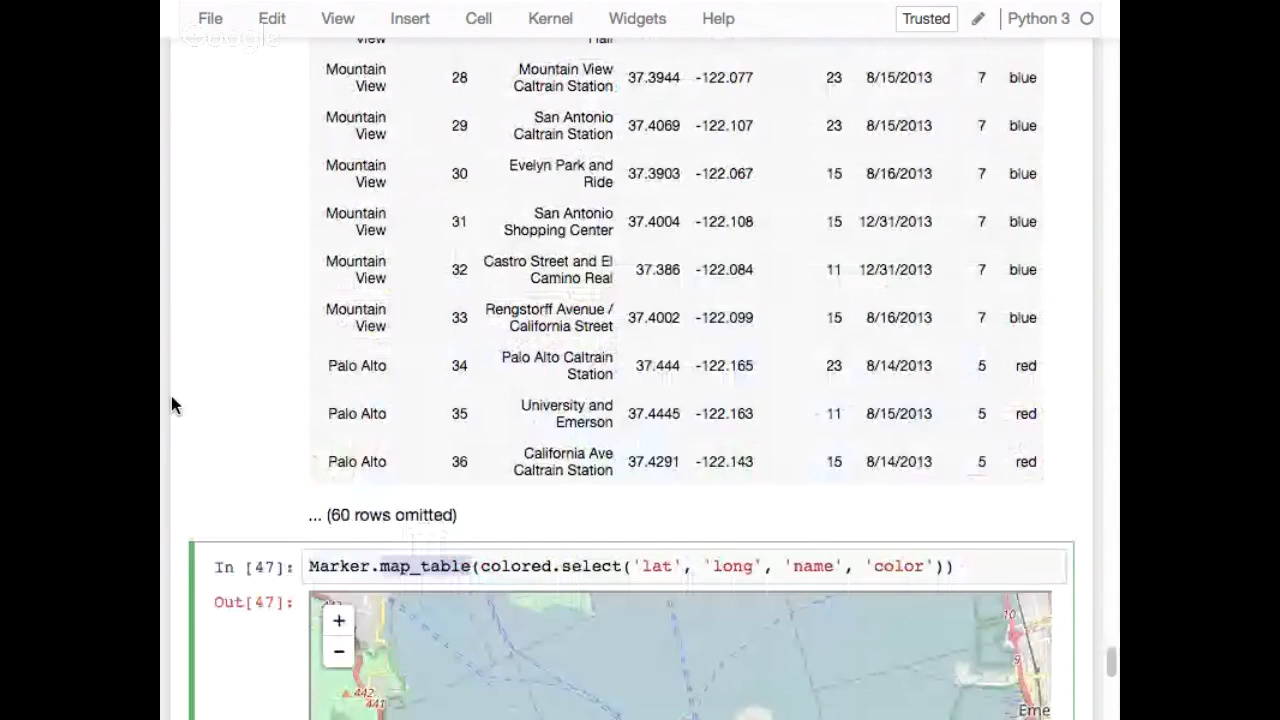 File Edit View Insert Cell Kernel Widgets Help Trusted Python 3
Google
View Hall
Mountain View 28 Mountain View Caltrain Station 37.3944 -122.077 23 8/15/2013 7 blue
Mountain View 29 San Antonio Caltrain Station 37.4069 -122.107 23 8/15/2013 7 blue
Mountain View 30 Evelyn Park and Ride 37.3903 -122.067 15 8/16/2013 7 blue
Mountain View 31 San Antonio Shopping Center 37.4004 -122.108 15 12/31/2013 7 blue
Mountain View 32 Castro Street and El Camino Real 37.386 -122.084 11 12/31/2013 7 blue
Mountain View 33 Rengstorff Avenue / California Street 37.4002 -122.099 15 8/16/2013 7 blue
Palo Alto 34 Palo Alto Caltrain Station 37.444 -122.165 23 8/14/2013 5 red
Palo Alto 35 University and Emerson 37.4445 -122.163 11 8/15/2013 5 red
Palo Alto 36 California Ave Caltrain Station 37.4291 -122.143 15 8/14/2013 5 red
... (60 rows omitted)
In [47]: Marker.map_table(colored.select('lat', 'long', 'name', 'color'))
Out[47]:
+
10
−
9
442
441
Eme